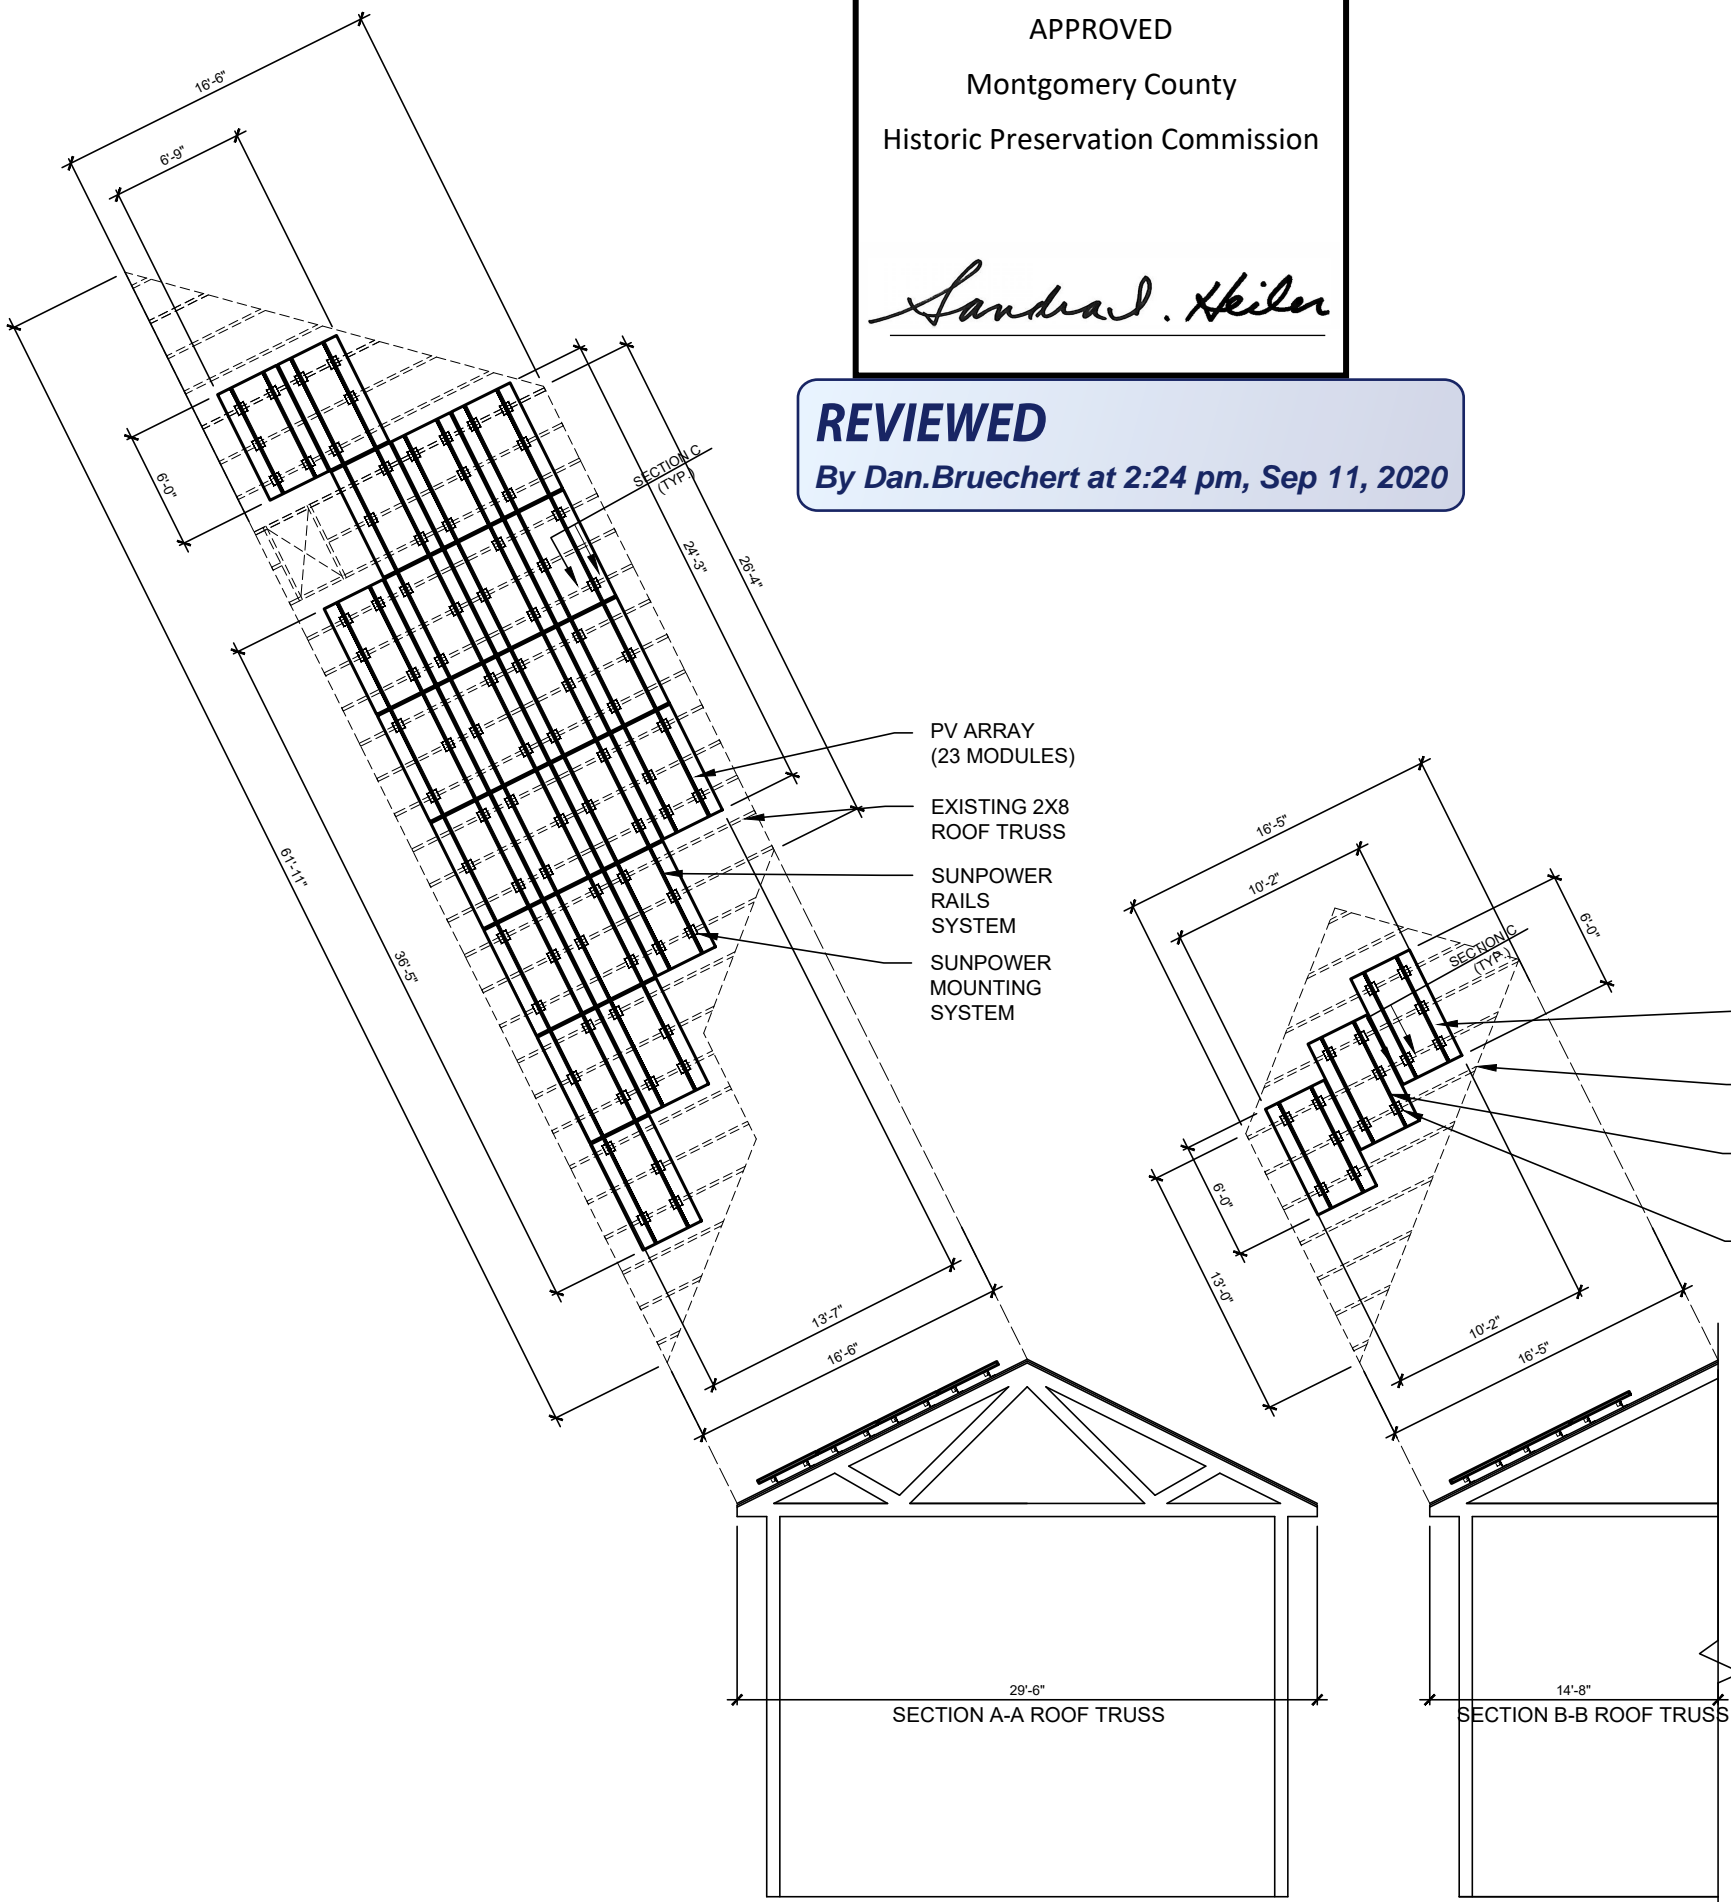 APPROVED
Montgomery County
Historic Preservation Commission
Sandra I. Heiler
REVIEWED
By Dan.Bruechert at 2:24 pm, Sep 11, 2020
16'-6"
6'-9"
6'-0"
SECTION C
(TYP.)
24'-3"
26'-4"
61'-11"
36'-5"
PV ARRAY
(23 MODULES)
EXISTING 2X8
ROOF TRUSS
SUNPOWER
RAILS
SYSTEM
SUNPOWER
MOUNTING
SYSTEM
13'-7"
16'-6"
29'-6"
SECTION A-A ROOF TRUSS
16'-5"
10'-2"
6'-0"
SECTION C
(TYP.)
6'-0"
13'-0"
10'-2"
16'-5"
14'-8"
SECTION B-B ROOF TRUSS